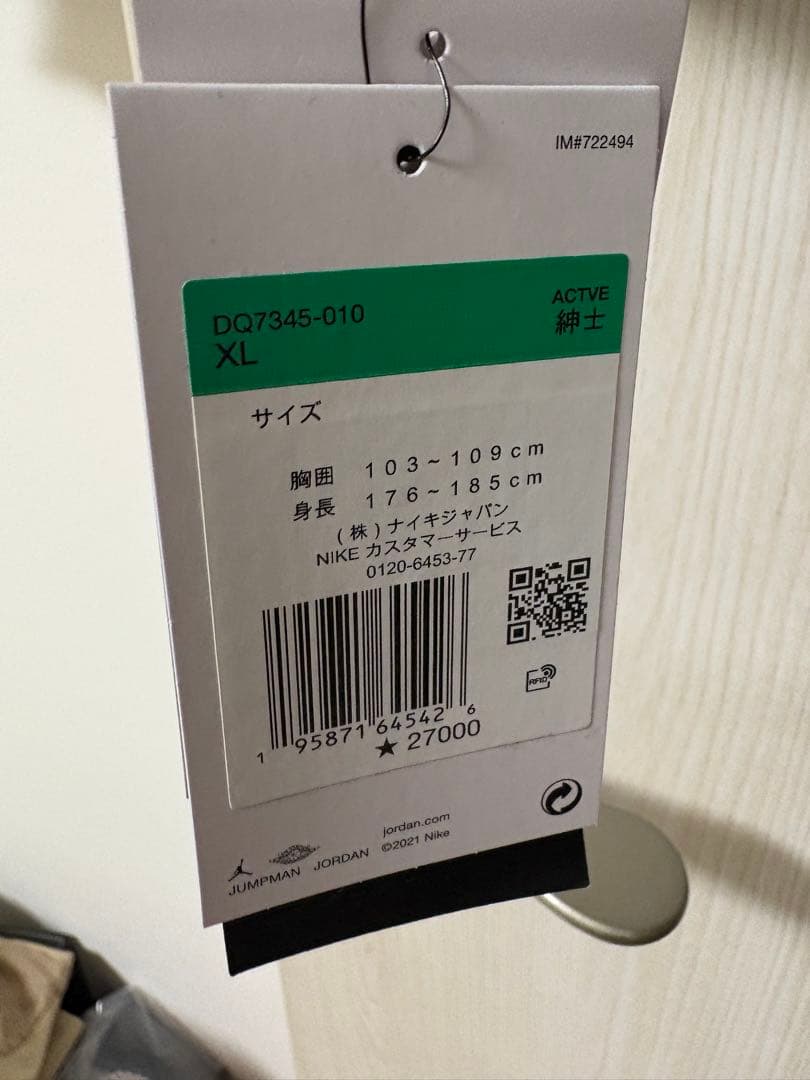 IM#722494
DQ7345-010
ACTVE
XL
紳士
サイズ
胸囲 103~109cm
身長 176~185cm
(株)ナイキジャパン
NIKE カスタマーサービス
0120-6453-77
RFID
1 95871 64542 6
★ 27000
jordan.com
JUMPMAN JORDAN ©2021 Nike